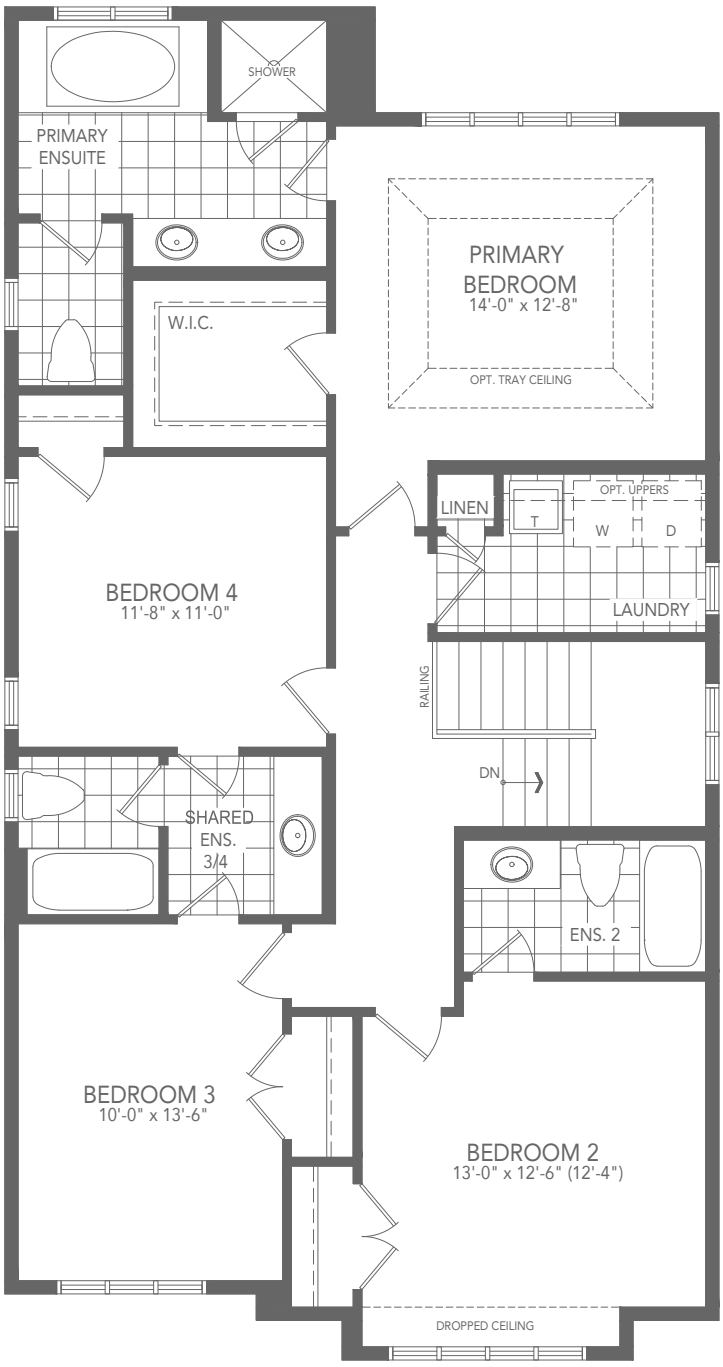 SHOWER
PRIMARY
ENSUITE
PRIMARY
BEDROOM
14'-0" x 12'-8"
OPT. TRAY CEILING
W.I.C.
LINEN
OPT. UPPERS
T
W
D
LAUNDRY
BEDROOM 4
11'-8" x 11'-0"
RAILING
DN
SHARED
ENS.
3/4
ENS. 2
BEDROOM 3
10'-0" x 13'-6"
BEDROOM 2
13'-0" x 12'-6" (12'-4")
DROPPED CEILING